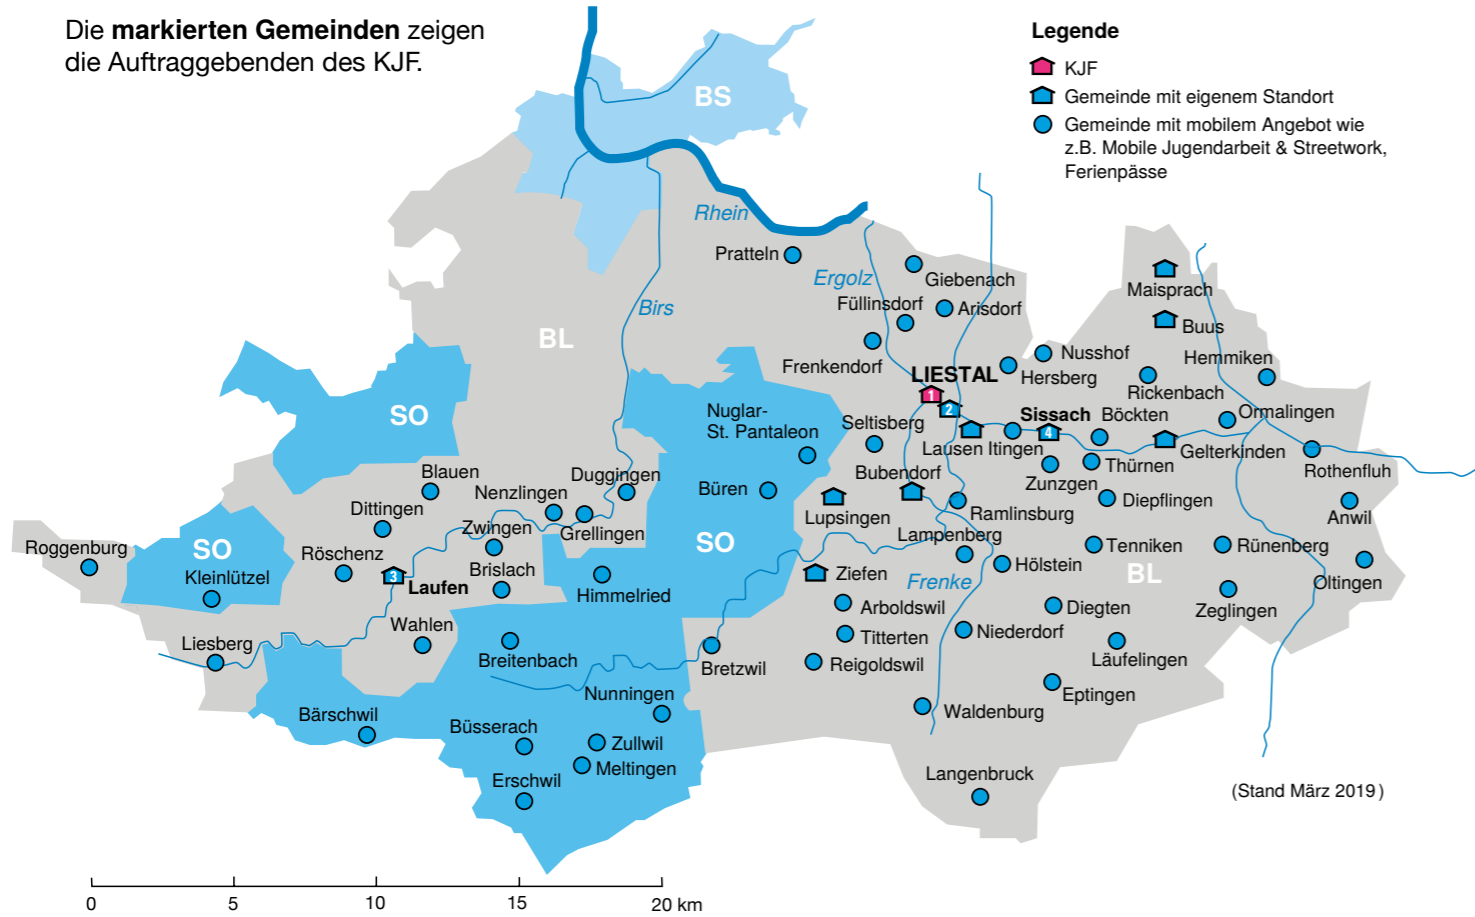 Die markierten Gemeinden zeigen
die Auftraggebenden des KJF.
Legende
KJF
Gemeinde mit eigenem Standort
Gemeinde mit mobilem Angebot wie
z.B. Mobile Jugendarbeit & Streetwork,
Ferienpässe
BS
Rhein
Pratteln
Ergolz
Giebenach
Maisprach
Birs
Füllinsdorf
Arisdorf
Buus
BL
Frenkendorf
Nusshof
Hemmiken
LIESTAL
Hersberg
Rickenbach
1
2
SO
Nuglar-
St. Pantaleon
Seltisberg
Sissach
Böckten
Ormalingen
4
Lausen
Itingen
Gelterkinden
Rothenfluh
Blauen
Duggingen
Bubendorf
Zunzgen
Thürnen
Nenzlingen
Büren
Diepflingen
Dittingen
Lupsingen
Ramlinsburg
Anwil
Zwingen
Grellingen
Lampenberg
Roggenburg
SO
Röschenz
SO
Tenniken
Rünenberg
Kleinlützel
3
Laufen
Brislach
Himmelried
Ziefen
Frenke
Hölstein
BL
Oltingen
Arboldswil
Diegten
Zeglingen
Wahlen
Titterten
Niederdorf
Liesberg
Breitenbach
Bretzwil
Reigoldswil
Läufelingen
Nunningen
Eptingen
Bärschwil
Büsserach
Waldenburg
Zullwil
Erschwil
Meltingen
Langenbruck
(Stand März 2019)
0
5
10
15
20 km